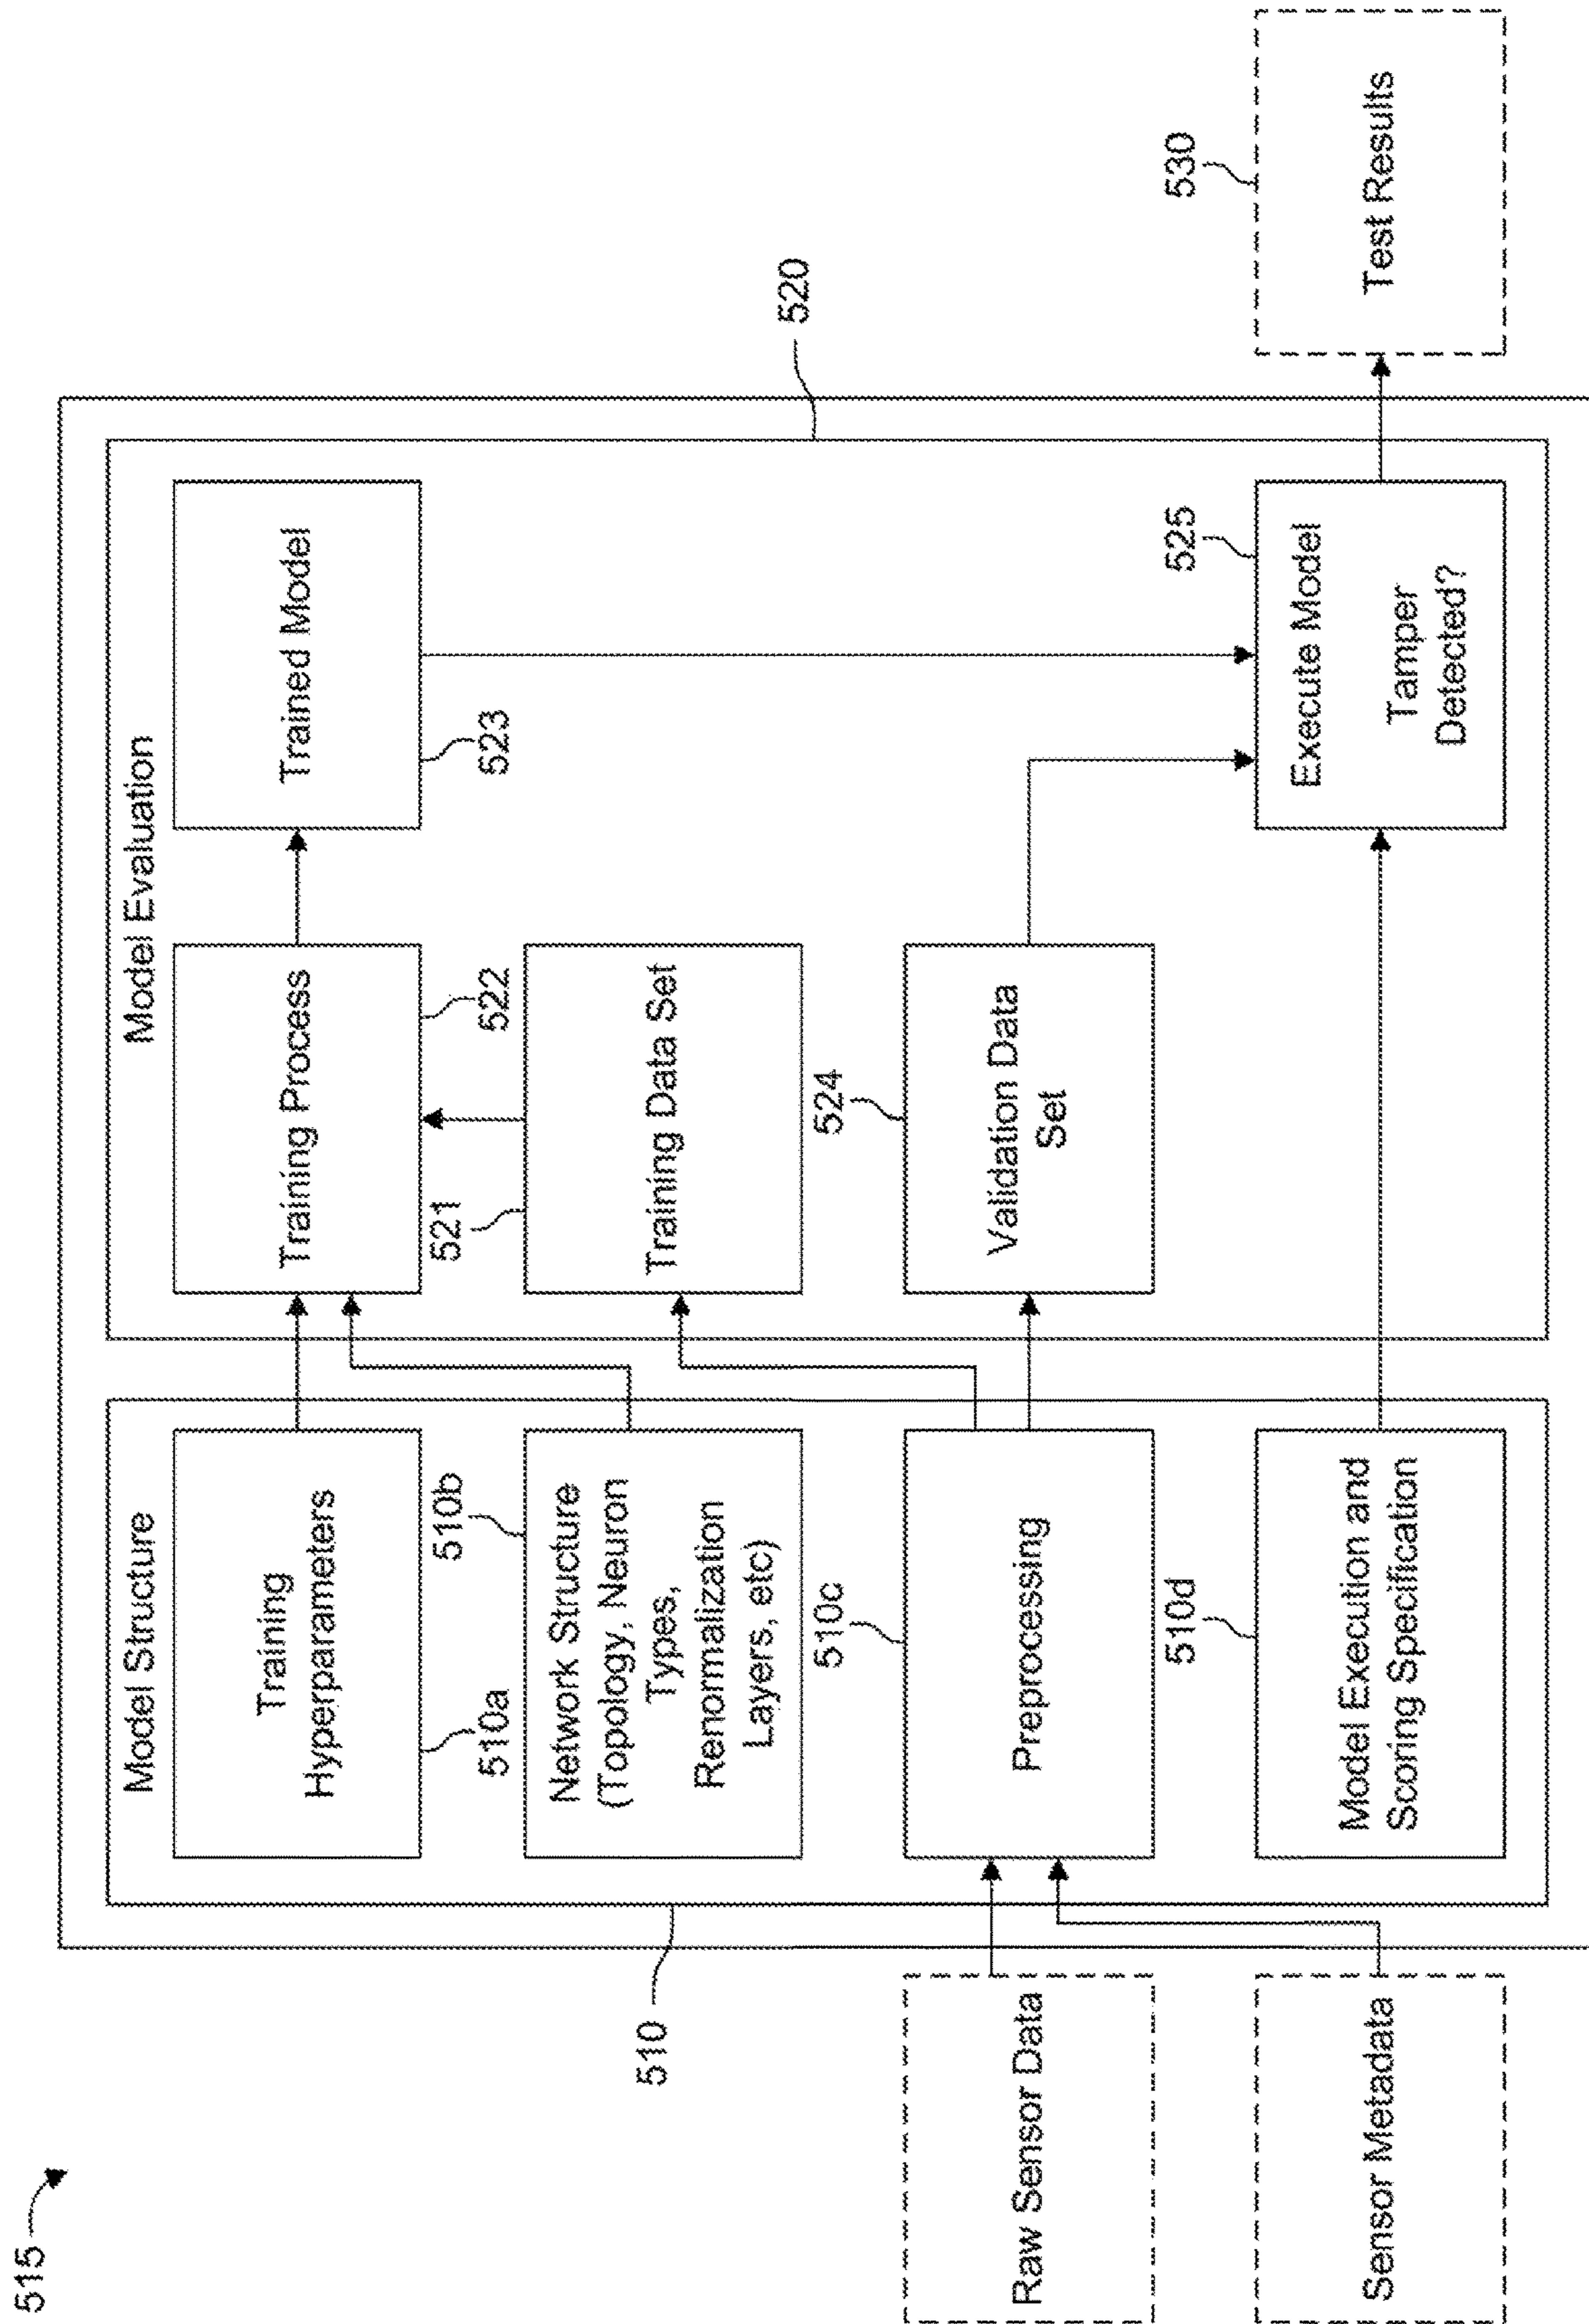 515
510
Model Structure
Training
Hyperparameters
510a
510b
Network Structure
(Topology, Neuron
Types,
Renormalization
Layers, etc)
510c
Preprocessing
510d
Model Execution and
Scoring Specification
Raw Sensor Data
Sensor Metadata
Model Evaluation
520
Training Process
522
521
Training Data Set
524
Validation Data
Set
Trained Model
523
525
Execute Model
Tamper
Detected?
530
Test Results